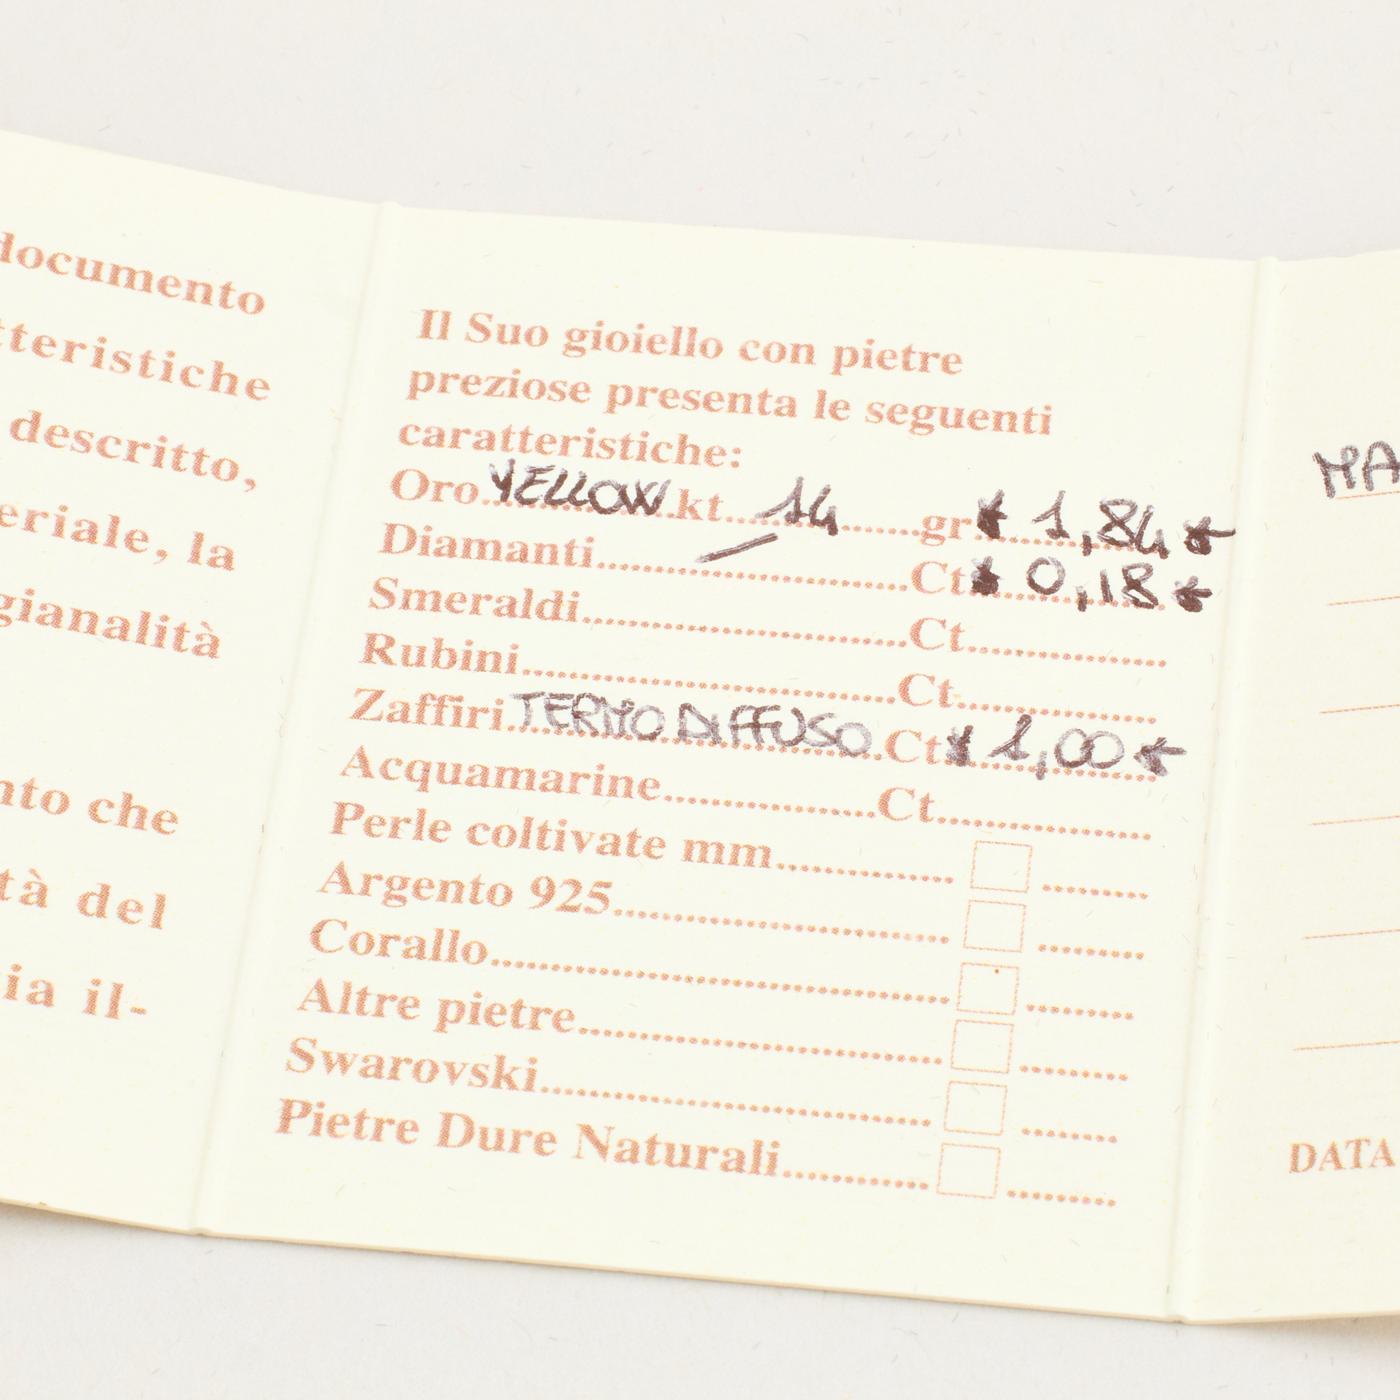 documento
tteristiche
descritto,
eriale, la
gianalità
nto che
tà del
ia il-
Il Suo gioiello con pietre
preziose presenta le seguenti
caratteristiche:
Oro YELLOW kt 14 gr * 1,84 *
Diamanti — Ct * 0,18 *
Smeraldi Ct
Rubini Ct
Zaffiri TERMO DIFFUSO Ct * 1,00 *
Acquamarine Ct
Perle coltivate mm
Argento 925
Corallo
Altre pietre
Swarovski
Pietre Dure Naturali
MA
DATA